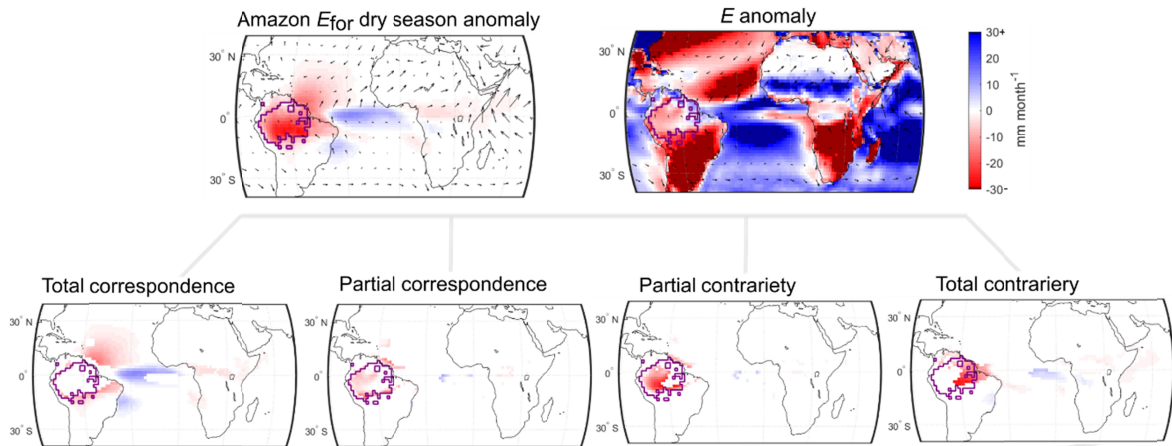 Amazon Efor dry season anomaly
E anomaly
30° N
0°
30° S
30° N
0°
30° S
30+
20
10
0
-10
-20
-30+
mm month-1
Total correspondence
Partial correspondence
Partial contrariety
Total contrariery
30° N
0°
30° S
30° N
0°
30° S
30° N
0°
30° S
30° N
0°
30° S